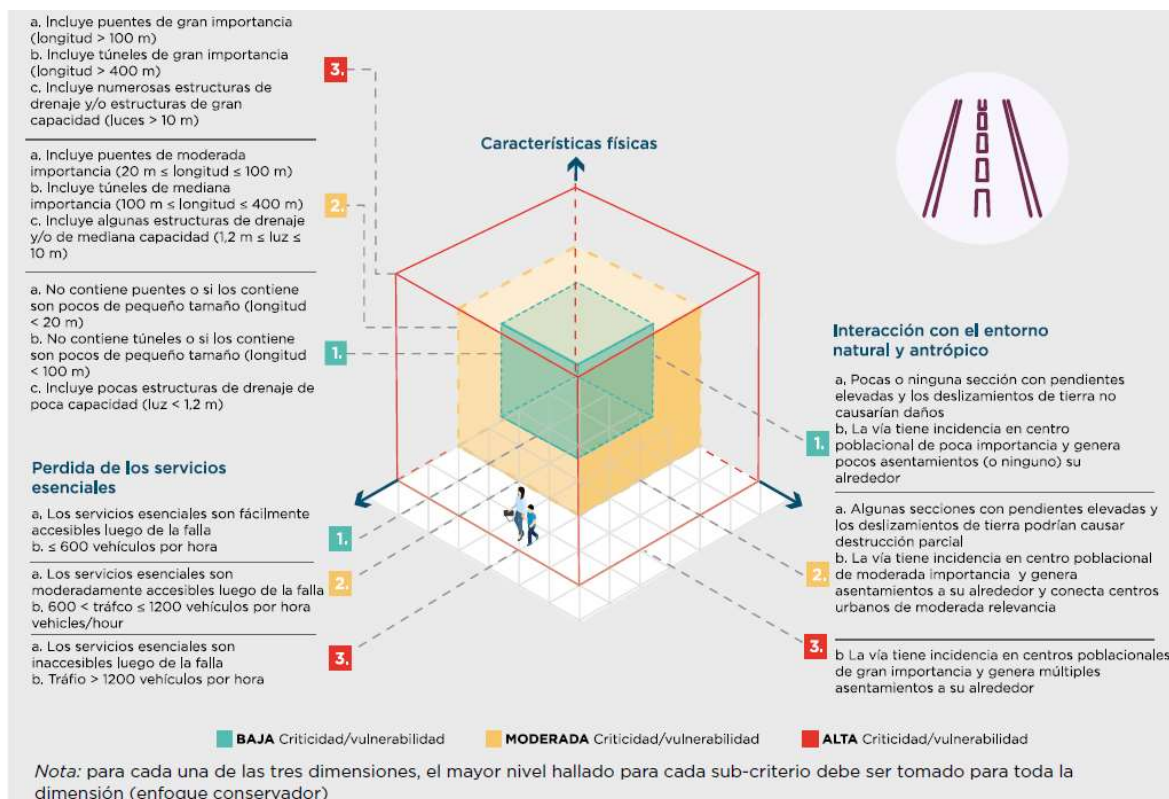 a. Incluye puentes de gran importancia
(longitud > 100 m)
b. Incluye túneles de gran importancia
(longitud > 400 m)
c. Incluye numerosas estructuras de
drenaje y/o estructuras de gran
capacidad (luces > 10 m)
3.
a. Incluye puentes de moderada
importancia (20 m ≤ longitud ≤ 100 m)
b. Incluye túneles de mediana
importancia (100 m ≤ longitud ≤ 400 m)
c. Incluye algunas estructuras de drenaje
y/o de mediana capacidad (1,2 m ≤ luz ≤
10 m)
2.
a. No contiene puentes o si los contiene
son pocos de pequeño tamaño (longitud
< 20 m)
b. No contiene túneles o si los contiene
son pocos de pequeño tamaño (longitud
< 100 m)
c. Incluye pocas estructuras de drenaje de
poca capacidad (luz < 1,2 m)
1.
Características físicas
Perdida de los servicios
esenciales
a. Los servicios esenciales son fácilmente
accesibles luego de la falla
b. ≤ 600 vehículos por hora
1.
a. Los servicios esenciales son
moderadamente accesibles luego de la falla
b. 600 < tráfco ≤ 1200 vehículos por hora
vehicles/hour
2.
a. Los servicios esenciales son
inaccesibles luego de la falla
b. Tráfio > 1200 vehículos por hora
3.
Interacción con el entorno
natural y antrópico
a, Pocas o ninguna sección con pendientes
elevadas y los deslizamientos de tierra no
causarían daños
b, La vía tiene incidencia en centro
poblacional de poca importancia y genera
pocos asentamientos (o ninguno) su
alrededor
1.
a. Algunas secciones con pendientes elevadas y
los deslizamientos de tierra podrían causar
destrucción parcial
b. La vía tiene incidencia en centro poblacional
de moderada importancia y genera
asentamientos a su alrededor y conecta centros
urbanos de moderada relevancia
2.
b La vía tiene incidencia en centros poblacionales
de gran importancia y genera múltiples
asentamientos a su alrededor
3.
BAJA Criticidad/vulnerabilidad
MODERADA Criticidad/vulnerabilidad
ALTA Criticidad/vulnerabilidad
Nota: para cada una de las tres dimensiones, el mayor nivel hallado para cada sub-criterio debe ser tomado para toda la
dimensión (enfoque conservador)